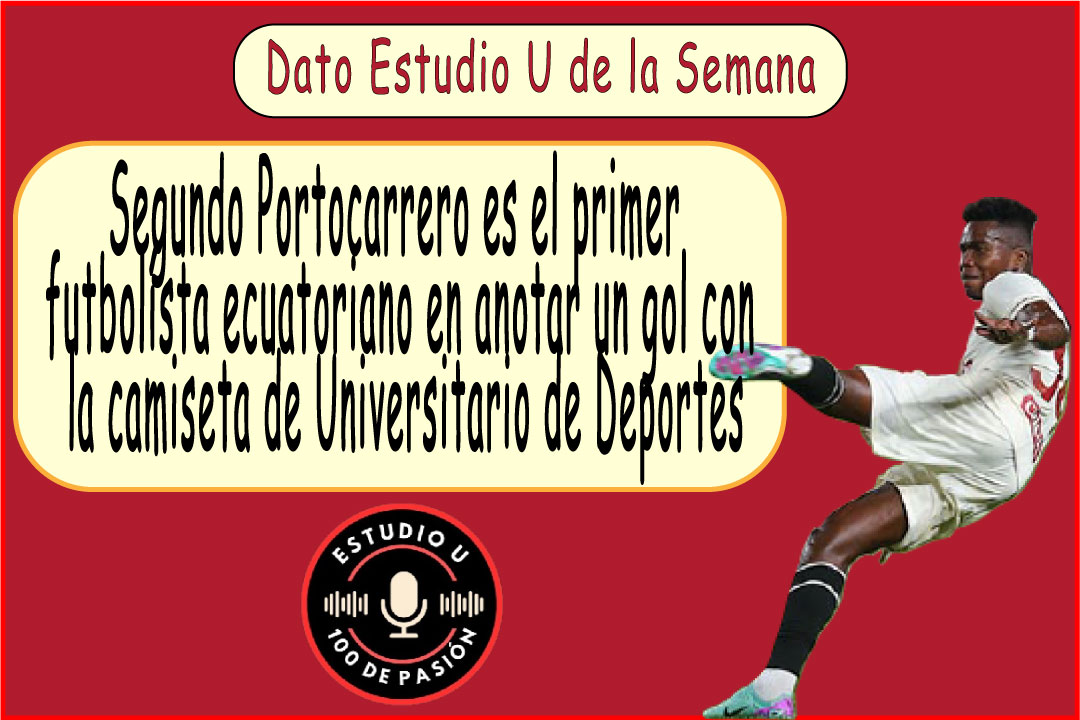 Dato Estudio U de la Semana
Segundo Portocarrero es el primer
futbolista ecuatoriano en anotar un gol con
la camiseta de Universitario de Deportes
ESTUDIO U
100 DE PASIÓN